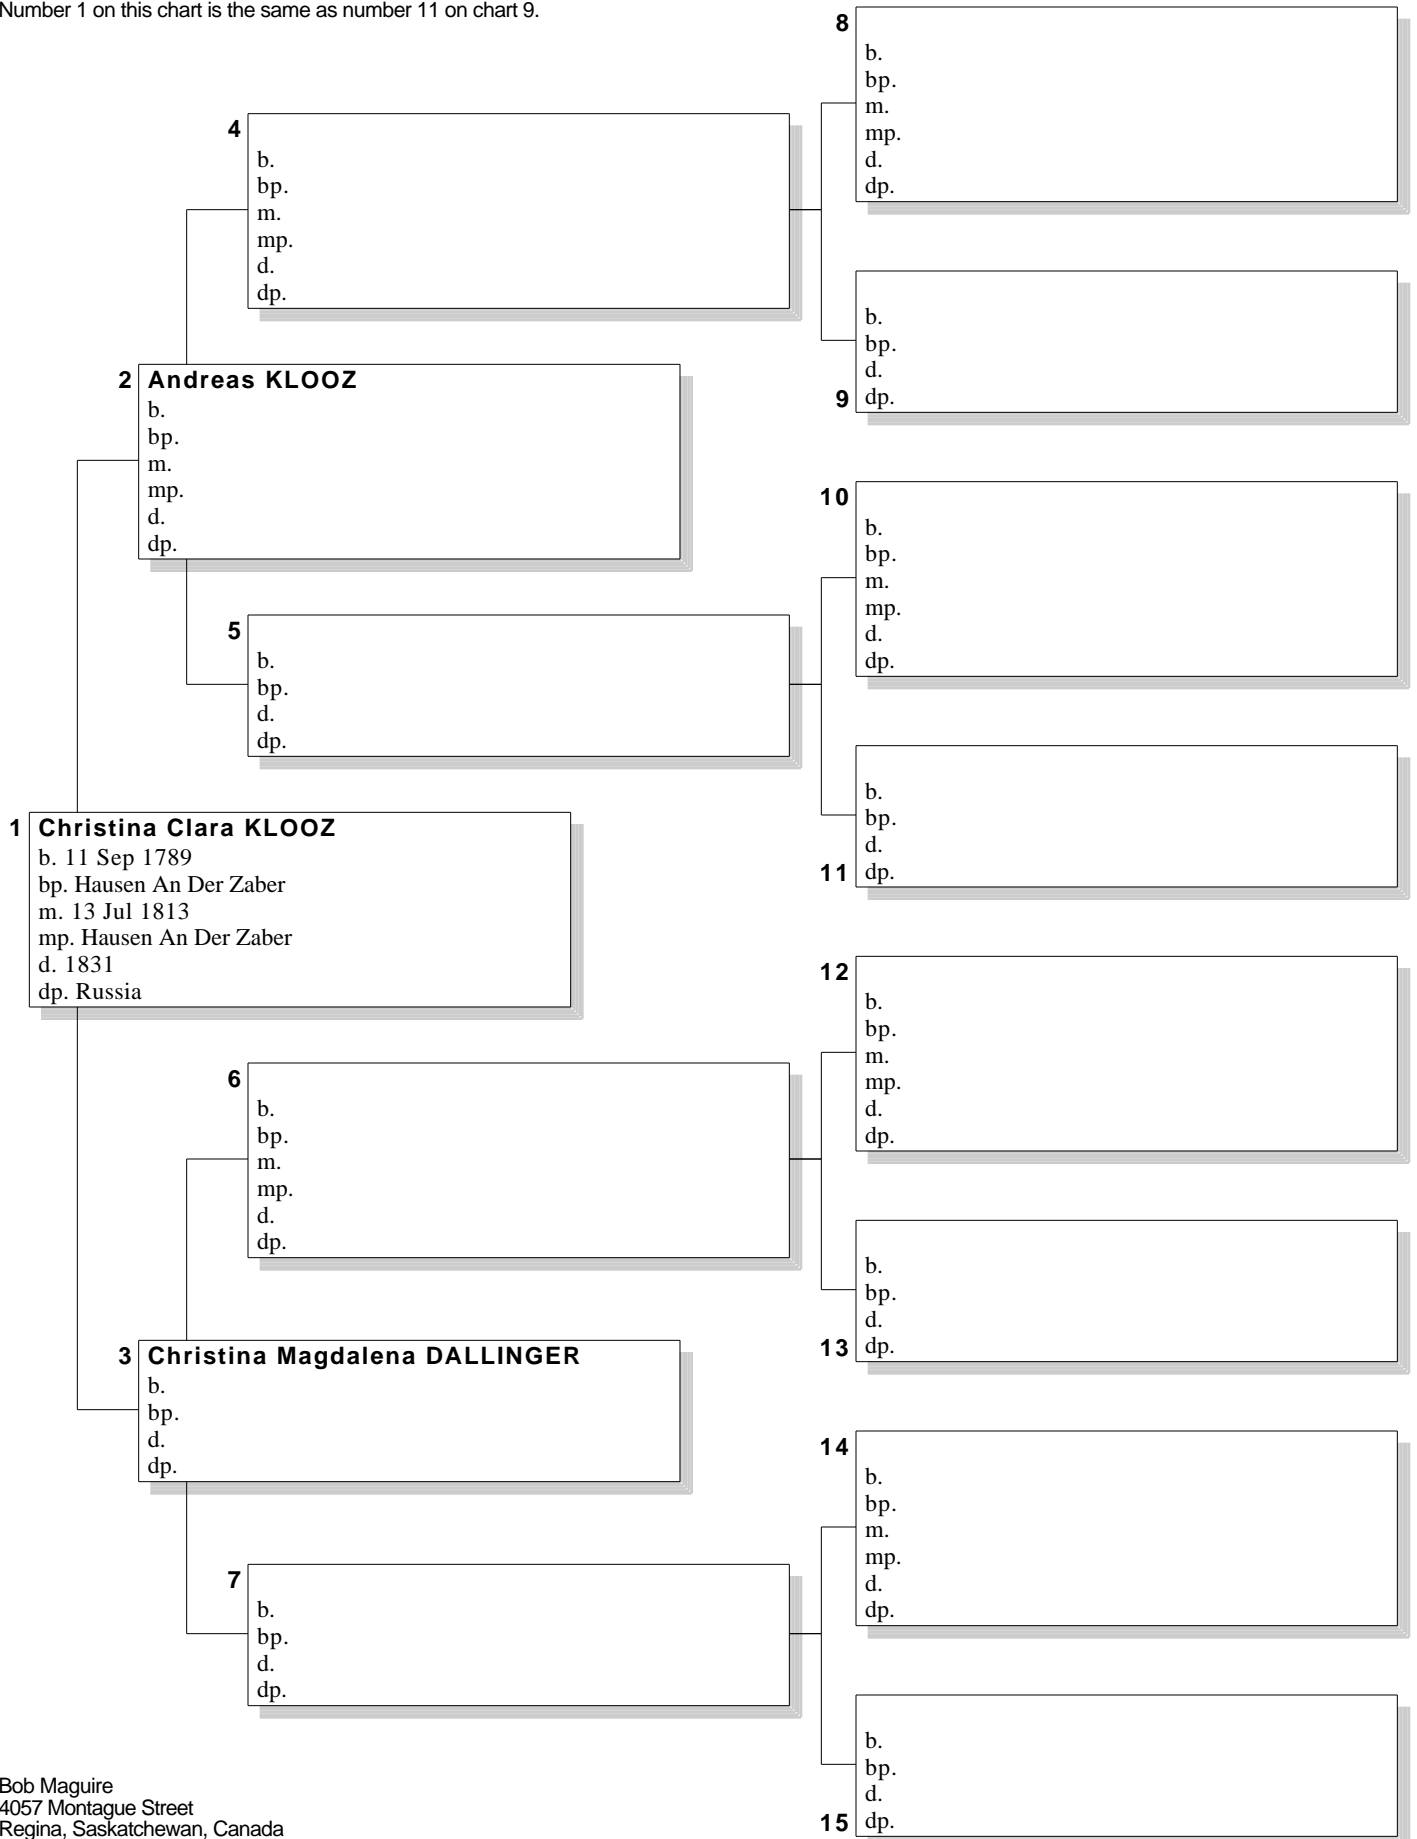 Number 1 on this chart is the same as number 11 on chart 9.
8
b.
bp.
m.
mp.
d.
dp.
4
b.
bp.
m.
mp.
d.
dp.
b.
bp.
d.
9 dp.
2 Andreas KLOOZ
b.
bp.
m.
mp.
d.
dp.
10
b.
bp.
m.
mp.
d.
dp.
5
b.
bp.
d.
dp.
b.
bp.
d.
11 dp.
1 Christina Clara KLOOZ
b. 11 Sep 1789
bp. Hausen An Der Zaber
m. 13 Jul 1813
mp. Hausen An Der Zaber
d. 1831
dp. Russia
12
b.
bp.
m.
mp.
d.
dp.
6
b.
bp.
m.
mp.
d.
dp.
b.
bp.
d.
13 dp.
3 Christina Magdalena DALLINGER
b.
bp.
d.
dp.
14
b.
bp.
m.
mp.
d.
dp.
7
b.
bp.
d.
dp.
b.
bp.
d.
15 dp.
Bob Maguire
4057 Montague Street
Regina, Saskatchewan, Canada